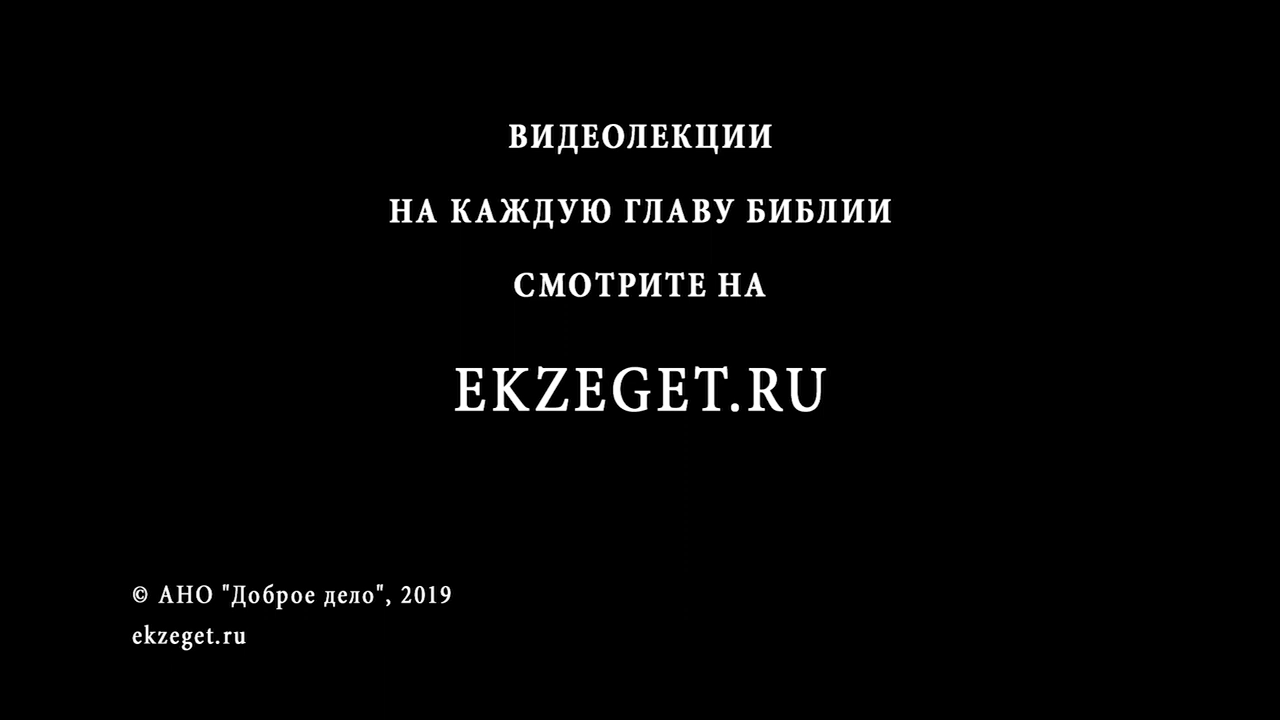 ВИДЕОЛЕКЦИИ
НА КАЖДУЮ ГЛАВУ БИБЛИИ
СМОТРИТЕ НА
EKZEGET.RU
© АНО "Доброе дело", 2019
ekzeget.ru